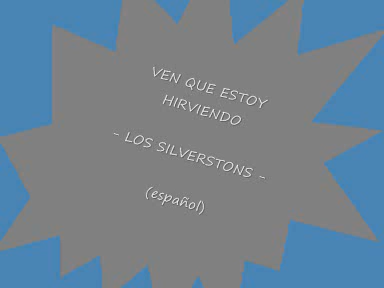 VEN QUE ESTOY
HIRVIENDO
- LOS SILVERSTONS -
(español)